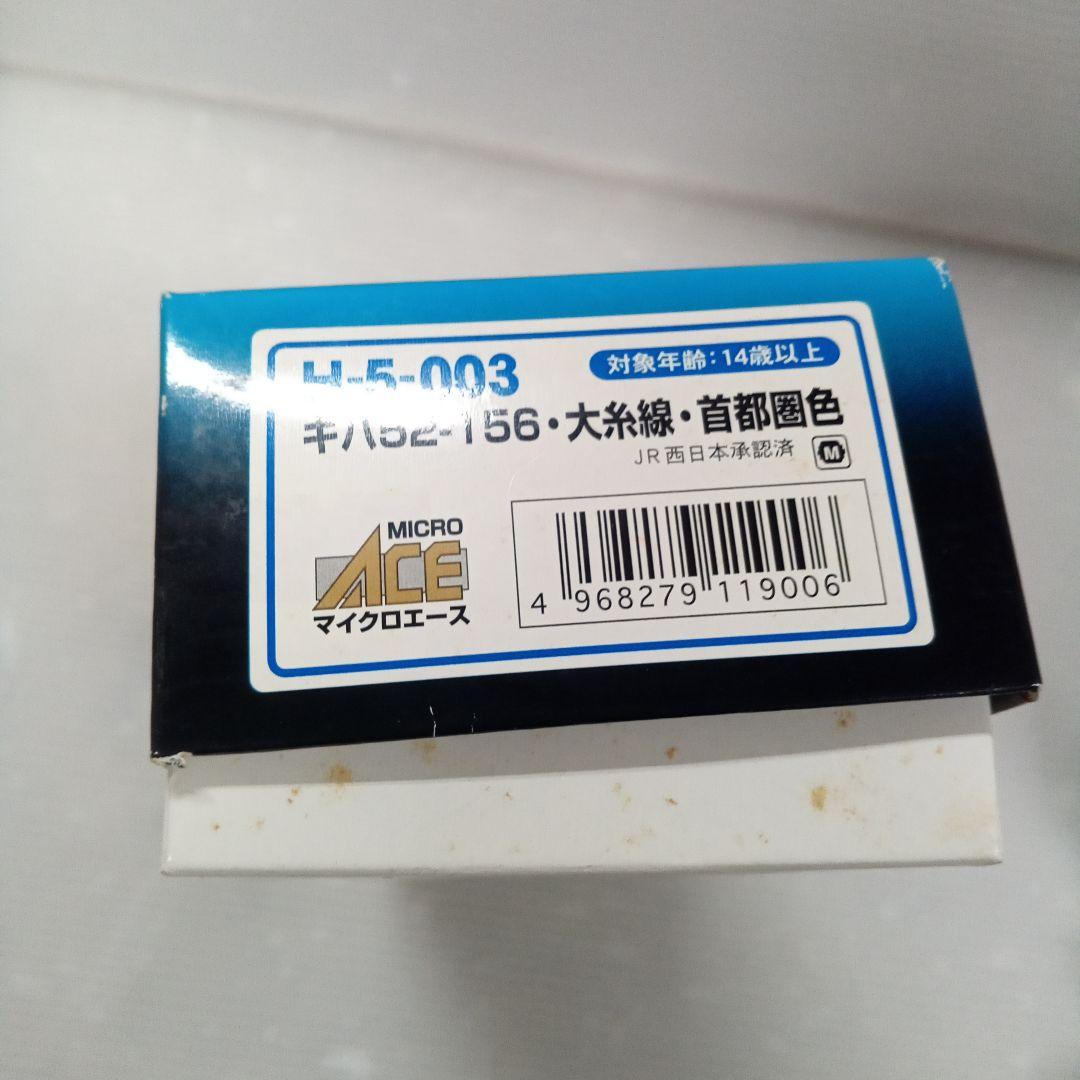 H-5-003
対象年齢：14歳以上
キハ52-156・大糸線・首都圏色
JR西日本承認済
M
MICRO
ACE
マイクロエース
4 968279 119006